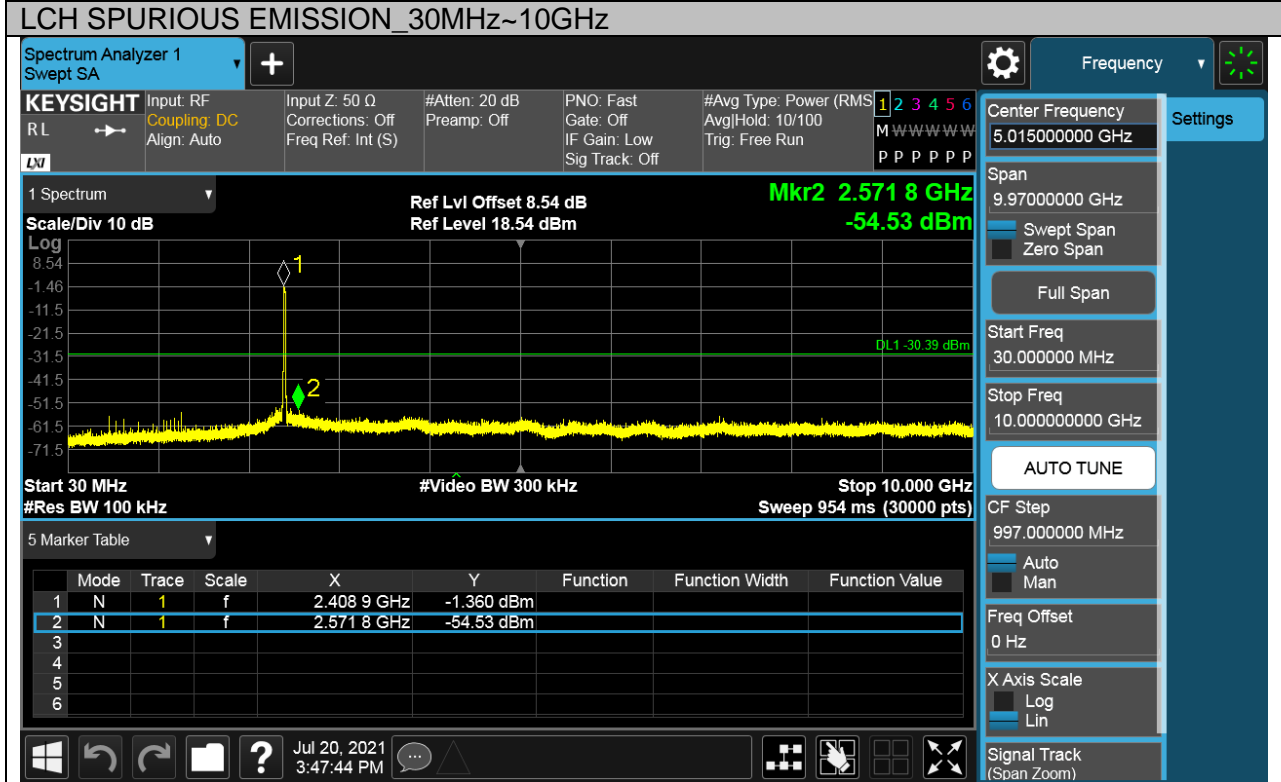 LCH SPURIOUS EMISSION_30MHz~10GHz
Spectrum Analyzer 1
Swept SA
+
Frequency
KEYSIGHT
RL
LXI
Input: RF
Coupling: DC
Align: Auto
Input Z: 50 Ω
Corrections: Off
Freq Ref: Int (S)
#Atten: 20 dB
Preamp: Off
PNO: Fast
Gate: Off
IF Gain: Low
Sig Track: Off
#Avg Type: Power (RMS
Avg|Hold: 10/100
Trig: Free Run
1 2 3 4 5 6
M W W W W W
P P P P P P
Center Frequency
5.015000000 GHz
Settings
Span
9.97000000 GHz
Swept Span
Zero Span
Full Span
Start Freq
30.000000 MHz
Stop Freq
10.000000000 GHz
AUTO TUNE
CF Step
997.000000 MHz
Auto
Man
Freq Offset
0 Hz
X Axis Scale
Log
Lin
Signal Track
(Span Zoom)
1 Spectrum
Scale/Div 10 dB
Ref Lvl Offset 8.54 dB
Ref Level 18.54 dBm
Mkr2 2.571 8 GHz
-54.53 dBm
Log
8.54
-1.46
-11.5
-21.5
-31.5
-41.5
-51.5
-61.5
-71.5
1
2
DL1 -30.39 dBm
Start 30 MHz
#Video BW 300 kHz
Stop 10.000 GHz
#Res BW 100 kHz
Sweep 954 ms (30000 pts)
5 Marker Table
Mode Trace Scale X Y Function Function Width Function Value
1 N 1 f 2.408 9 GHz -1.360 dBm
2 N 1 f 2.571 8 GHz -54.53 dBm
3
4
5
6
?
Jul 20, 2021
3:47:44 PM